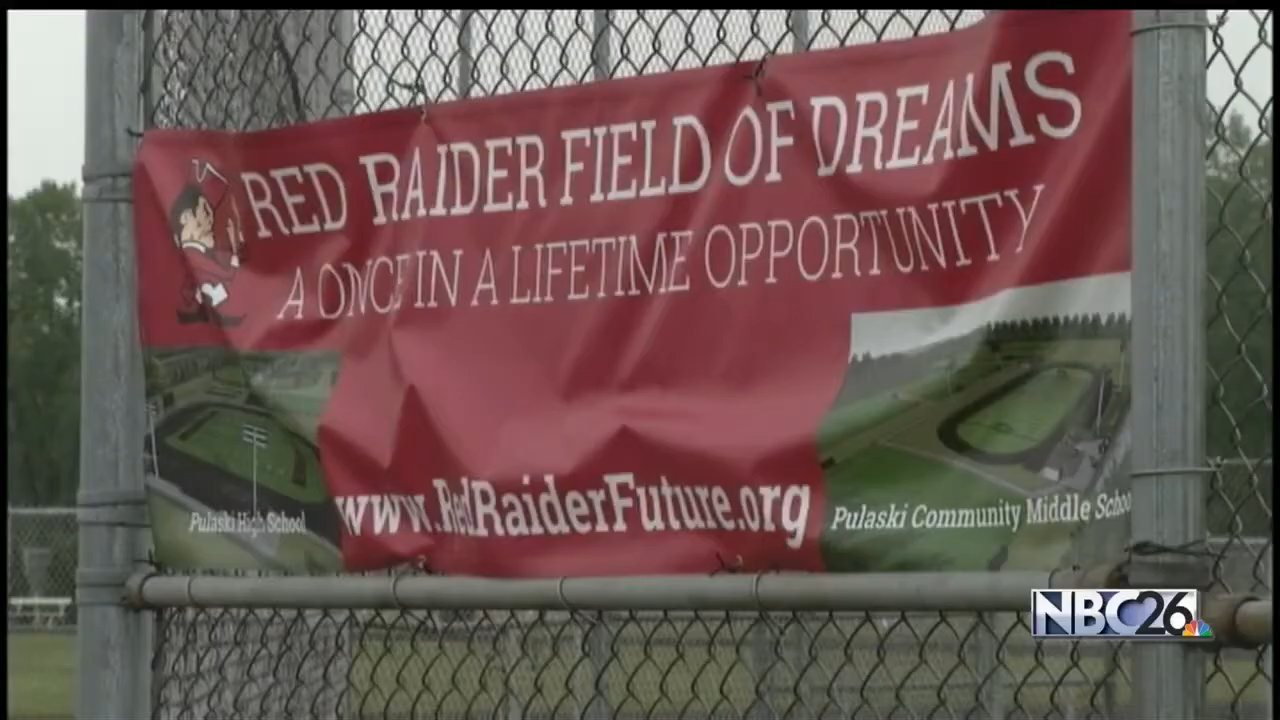 RED RAIDER FIELD OF DREAMS
A ONCE IN A LIFETIME OPPORTUNITY
www.RedRaiderFuture.org
Pulaski High School
Pulaski Community Middle Schoo
NBC26